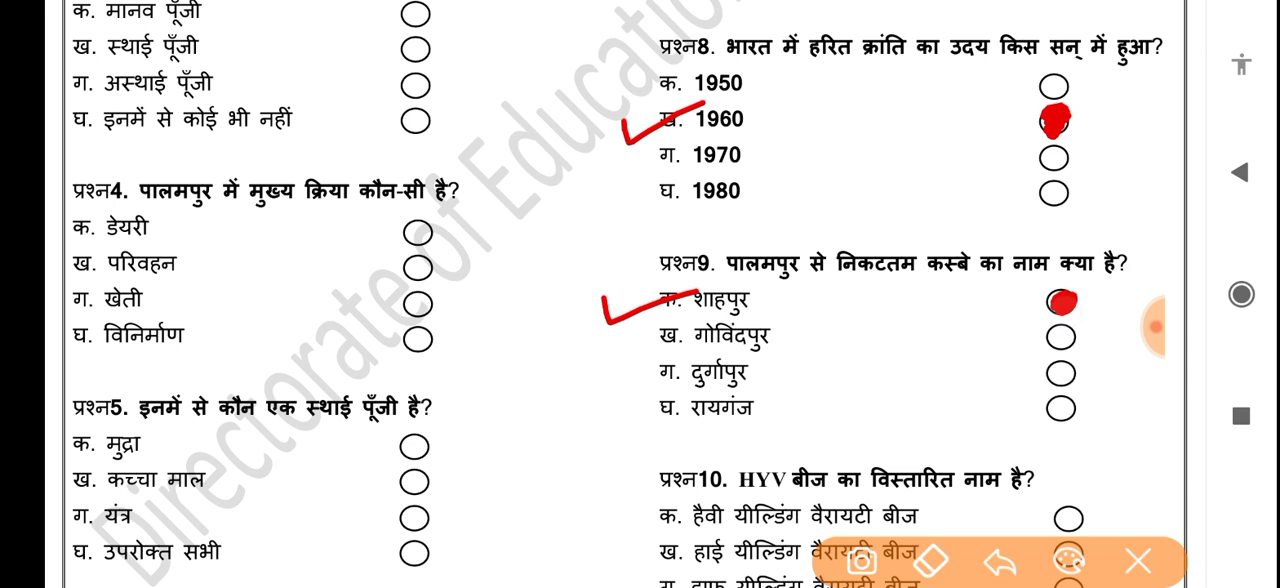 क. मानव पूँजी
ख. स्थाई पूँजी
ग. अस्थाई पूँजी
घ. इनमें से कोई भी नहीं
प्रश्न4. पालमपुर में मुख्य क्रिया कौन-सी है?
क. डेयरी
ख. परिवहन
ग. खेती
घ. विनिर्माण
प्रश्न5. इनमें से कौन एक स्थाई पूँजी है?
क. मुद्रा
ख. कच्चा माल
ग. यंत्र
घ. उपरोक्त सभी
प्रश्न8. भारत में हरित क्रांति का उदय किस सन् में हुआ?
क. 1950
ख. 1960
ग. 1970
घ. 1980
प्रश्न9. पालमपुर से निकटतम कस्बे का नाम क्या है?
क. शाहपुर
ख. गोविंदपुर
ग. दुर्गापुर
घ. रायगंज
प्रश्न10. HYV बीज का विस्तारित नाम है?
क. हैवी यील्डिंग वैरायटी बीज
ख. हाई यील्डिंग वैरायटी बीज
Directorate of Education